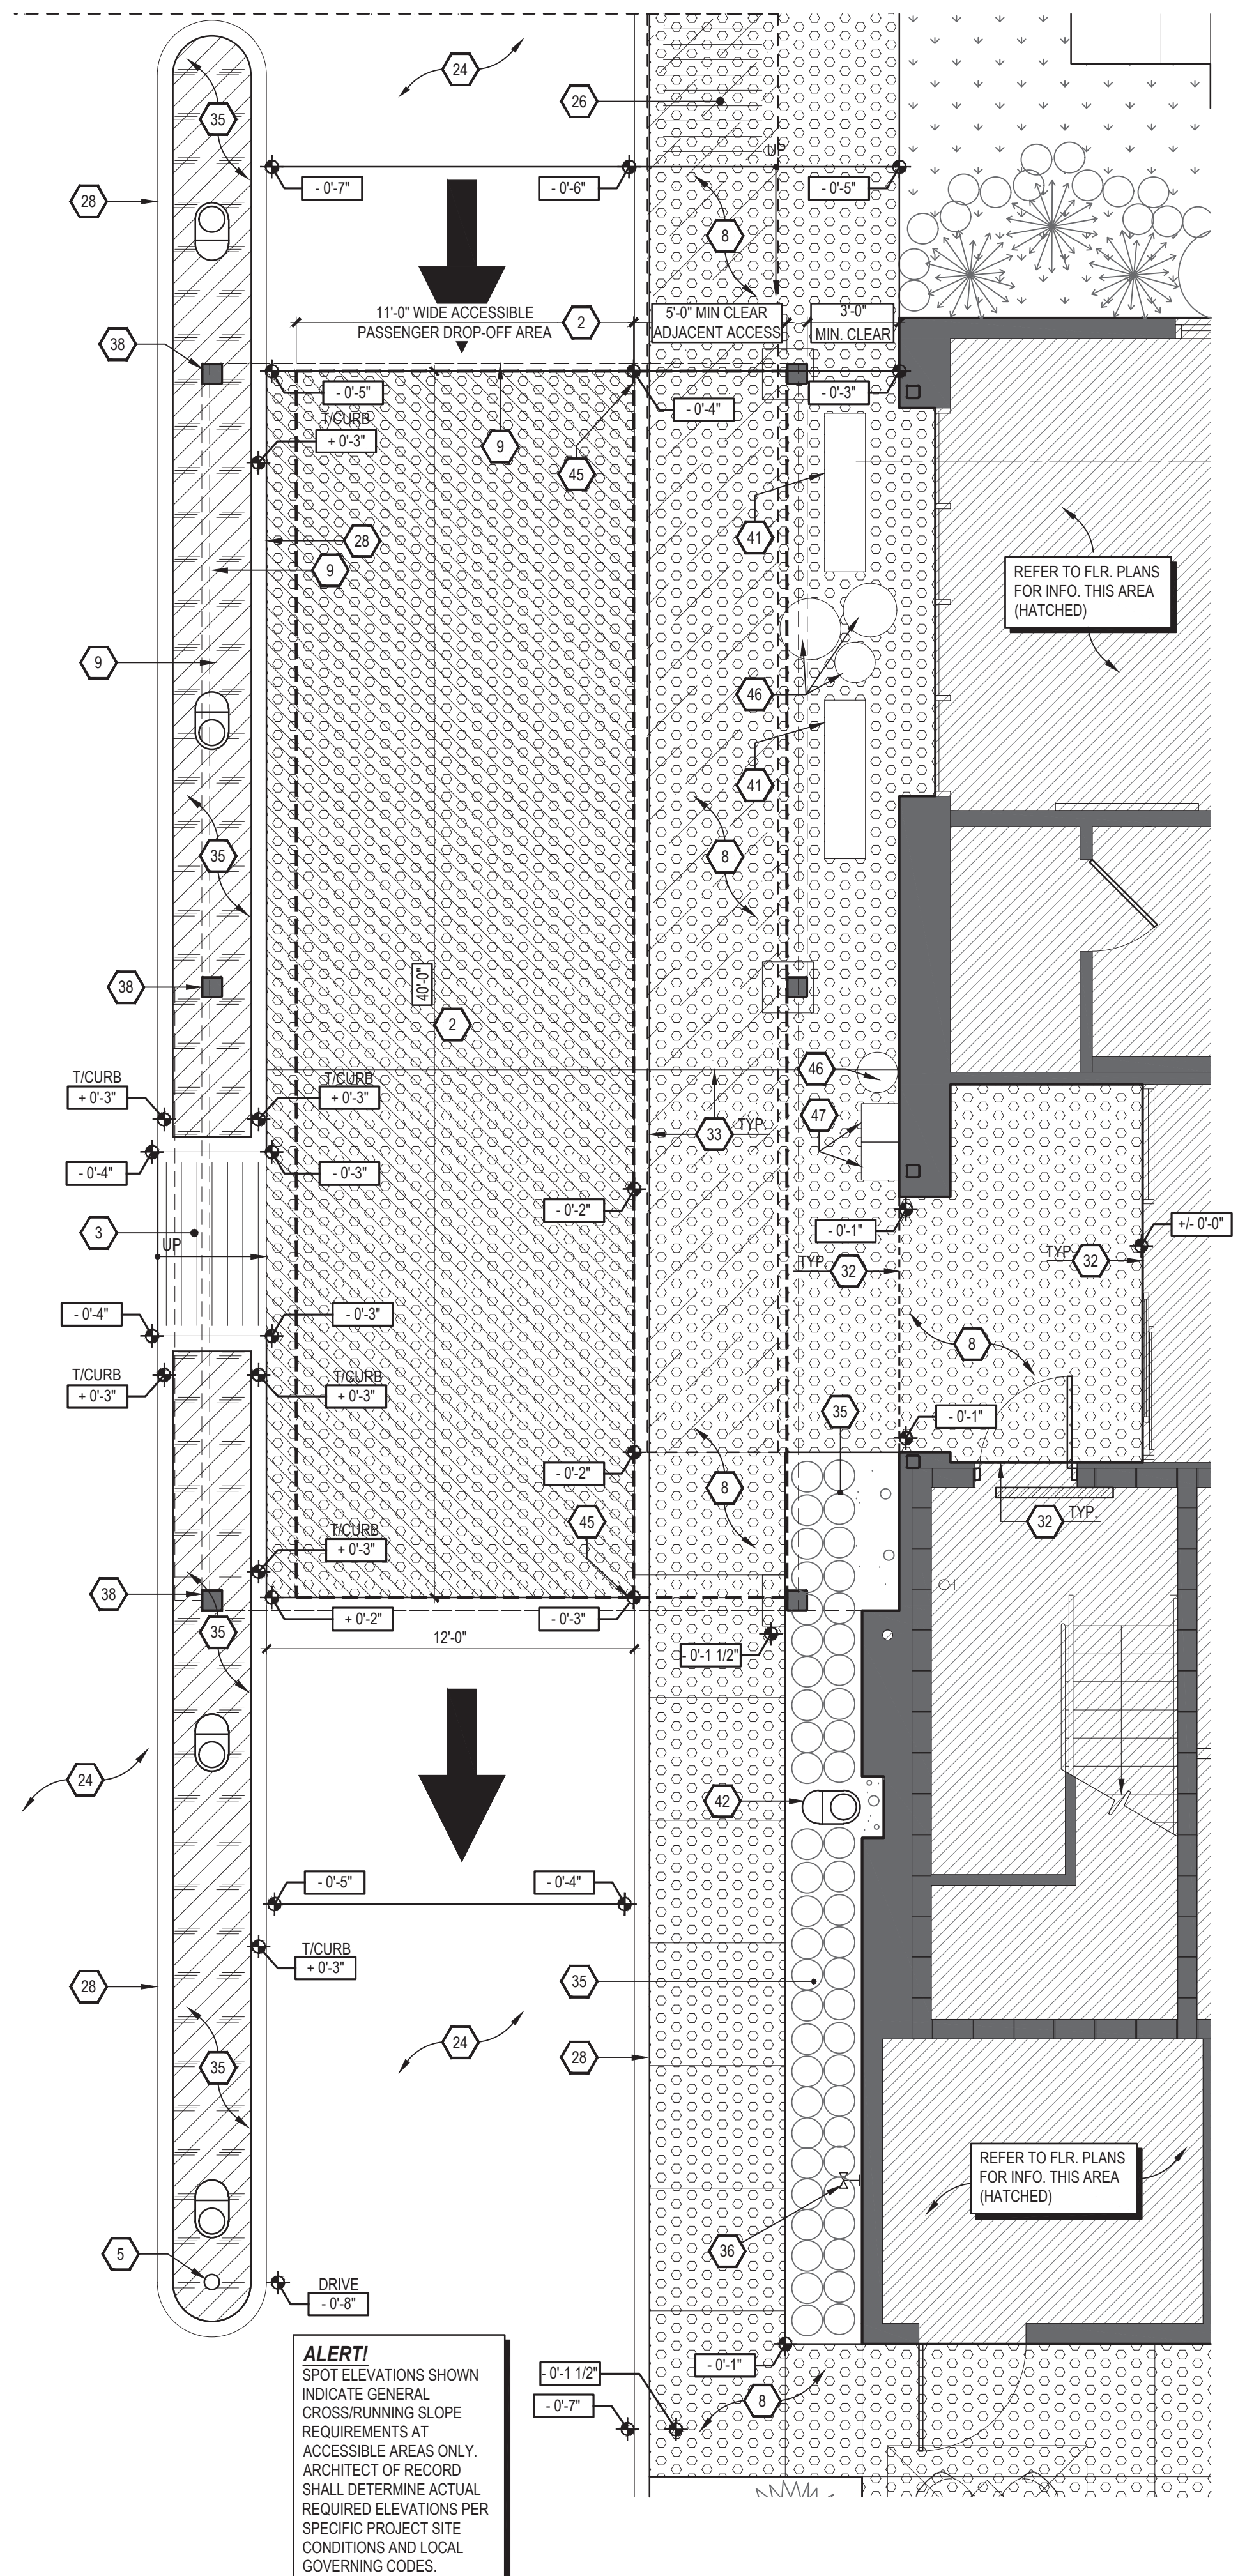 24
35
26
UP
- 0'-7"
- 0'-6"
- 0'-5"
28
8
11'-0" WIDE ACCESSIBLE
PASSENGER DROP-OFF AREA
2
5'-0" MIN CLEAR
ADJACENT ACCESS
3'-0"
MIN. CLEAR
38
- 0'-5"
- 0'-4"
- 0'-3"
T/CURB
+ 0'-3"
9
45
28
41
9
REFER TO FLR. PLANS
FOR INFO. THIS AREA
(HATCHED)
9
46
41
35
8
38
40'-0"
2
T/CURB
+ 0'-3"
T/CURB
+ 0'-3"
46
47
33
TYP.
- 0'-4"
- 0'-3"
- 0'-2"
- 0'-1"
+/- 0'-0"
3
UP
TYP.
32
TYP.
32
- 0'-4"
- 0'-3"
8
T/CURB
+ 0'-3"
T/CURB
+ 0'-3"
35
- 0'-1"
- 0'-2"
8
45
32
TYP.
T/CURB
+ 0'-3"
38
35
+ 0'-2"
- 0'-3"
12'-0"
- 0'-1 1/2"
24
42
- 0'-5"
- 0'-4"
T/CURB
+ 0'-3"
28
35
24
28
35
REFER TO FLR. PLANS
FOR INFO. THIS AREA
(HATCHED)
36
5
DRIVE
- 0'-8"
ALERT!
SPOT ELEVATIONS SHOWN
INDICATE GENERAL
CROSS/RUNNING SLOPE
REQUIREMENTS AT
ACCESSIBLE AREAS ONLY.
ARCHITECT OF RECORD
SHALL DETERMINE ACTUAL
REQUIRED ELEVATIONS PER
SPECIFIC PROJECT SITE
CONDITIONS AND LOCAL
GOVERNING CODES.
- 0'-1 1/2"
- 0'-1"
- 0'-7"
8